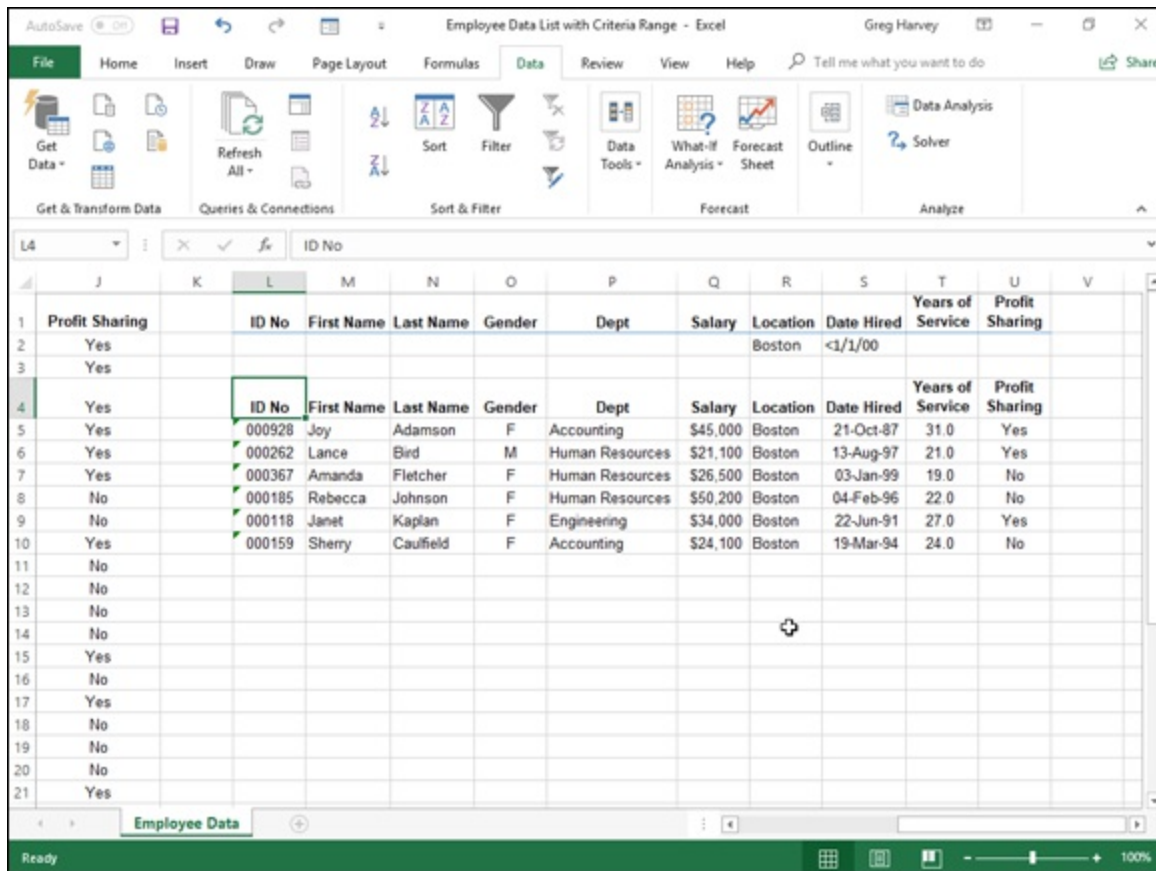 AutoSave Off Employee Data List with Criteria Range - Excel Greg Harvey
File Home Insert Draw Page Layout Formulas Data Review View Help Tell me what you want to do Share
Get Data Refresh All Sort Filter Data Tools What-If Analysis Forecast Sheet Outline Data Analysis Solver
Get & Transform Data Queries & Connections Sort & Filter Forecast Analyze
L4 fx ID No
J K L M N O P Q R S T U V
1 Profit Sharing ID No First Name Last Name Gender Dept Salary Location Date Hired Years of Service Profit Sharing
2 Yes Boston <1/1/00
3 Yes
4 Yes ID No First Name Last Name Gender Dept Salary Location Date Hired Years of Service Profit Sharing
5 Yes 000928 Joy Adamson F Accounting $45,000 Boston 21-Oct-87 31.0 Yes
6 Yes 000262 Lance Bird M Human Resources $21,100 Boston 13-Aug-97 21.0 Yes
7 Yes 000367 Amanda Fletcher F Human Resources $26,500 Boston 03-Jan-99 19.0 No
8 No 000185 Rebecca Johnson F Human Resources $50,200 Boston 04-Feb-96 22.0 No
9 No 000118 Janet Kaplan F Engineering $34,000 Boston 22-Jun-91 27.0 Yes
10 Yes 000159 Sherry Caulfield F Accounting $24,100 Boston 19-Mar-94 24.0 No
11 No
12 No
13 No
14 No
15 Yes
16 No
17 Yes
18 No
19 No
20 No
21 Yes
Employee Data
Ready 100%